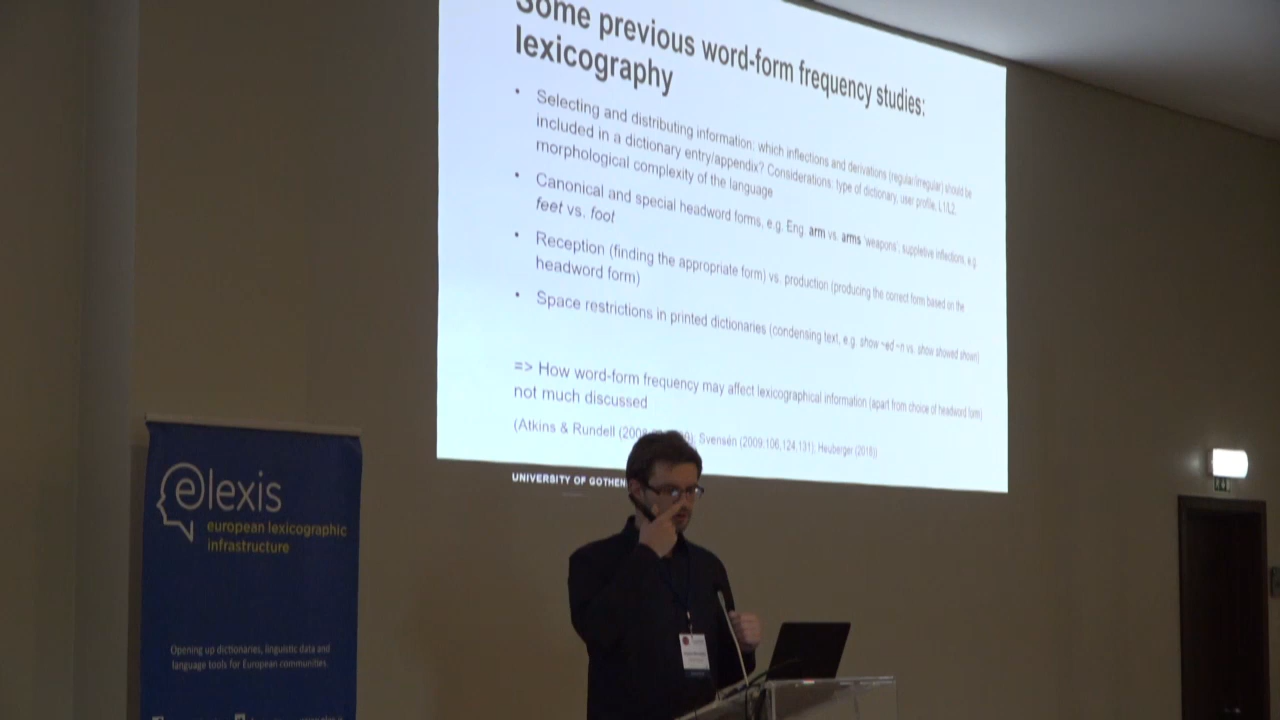 Some previous word-form frequency studies:
lexicography
• Selecting and distributing information: which inflections and derivations (regular/irregular) should be
included in a dictionary entry/appendix? Considerations: type of dictionary, user profile, L1/L2,
morphological complexity of the language
• Canonical and special headword forms, e.g. Eng. arm vs. arms 'weapons'; suppletive inflections, e.g.
feet vs. foot
• Reception (finding the appropriate form) vs. production (producing the correct form based on the
headword form)
• Space restrictions in printed dictionaries (condensing text, e.g. show ~ed ~n vs. show showed shown)
=> How word-form frequency may affect lexicographical information (apart from choice of headword form)
not much discussed
(Atkins & Rundell (2008: Svensén (2009:106,124,131), Heuberger (2018))
UNIVERSITY OF GOTHEN
elexis
european lexicographic
infrastructure
Opening up dictionaries, linguistic data and
language tools for European communities.